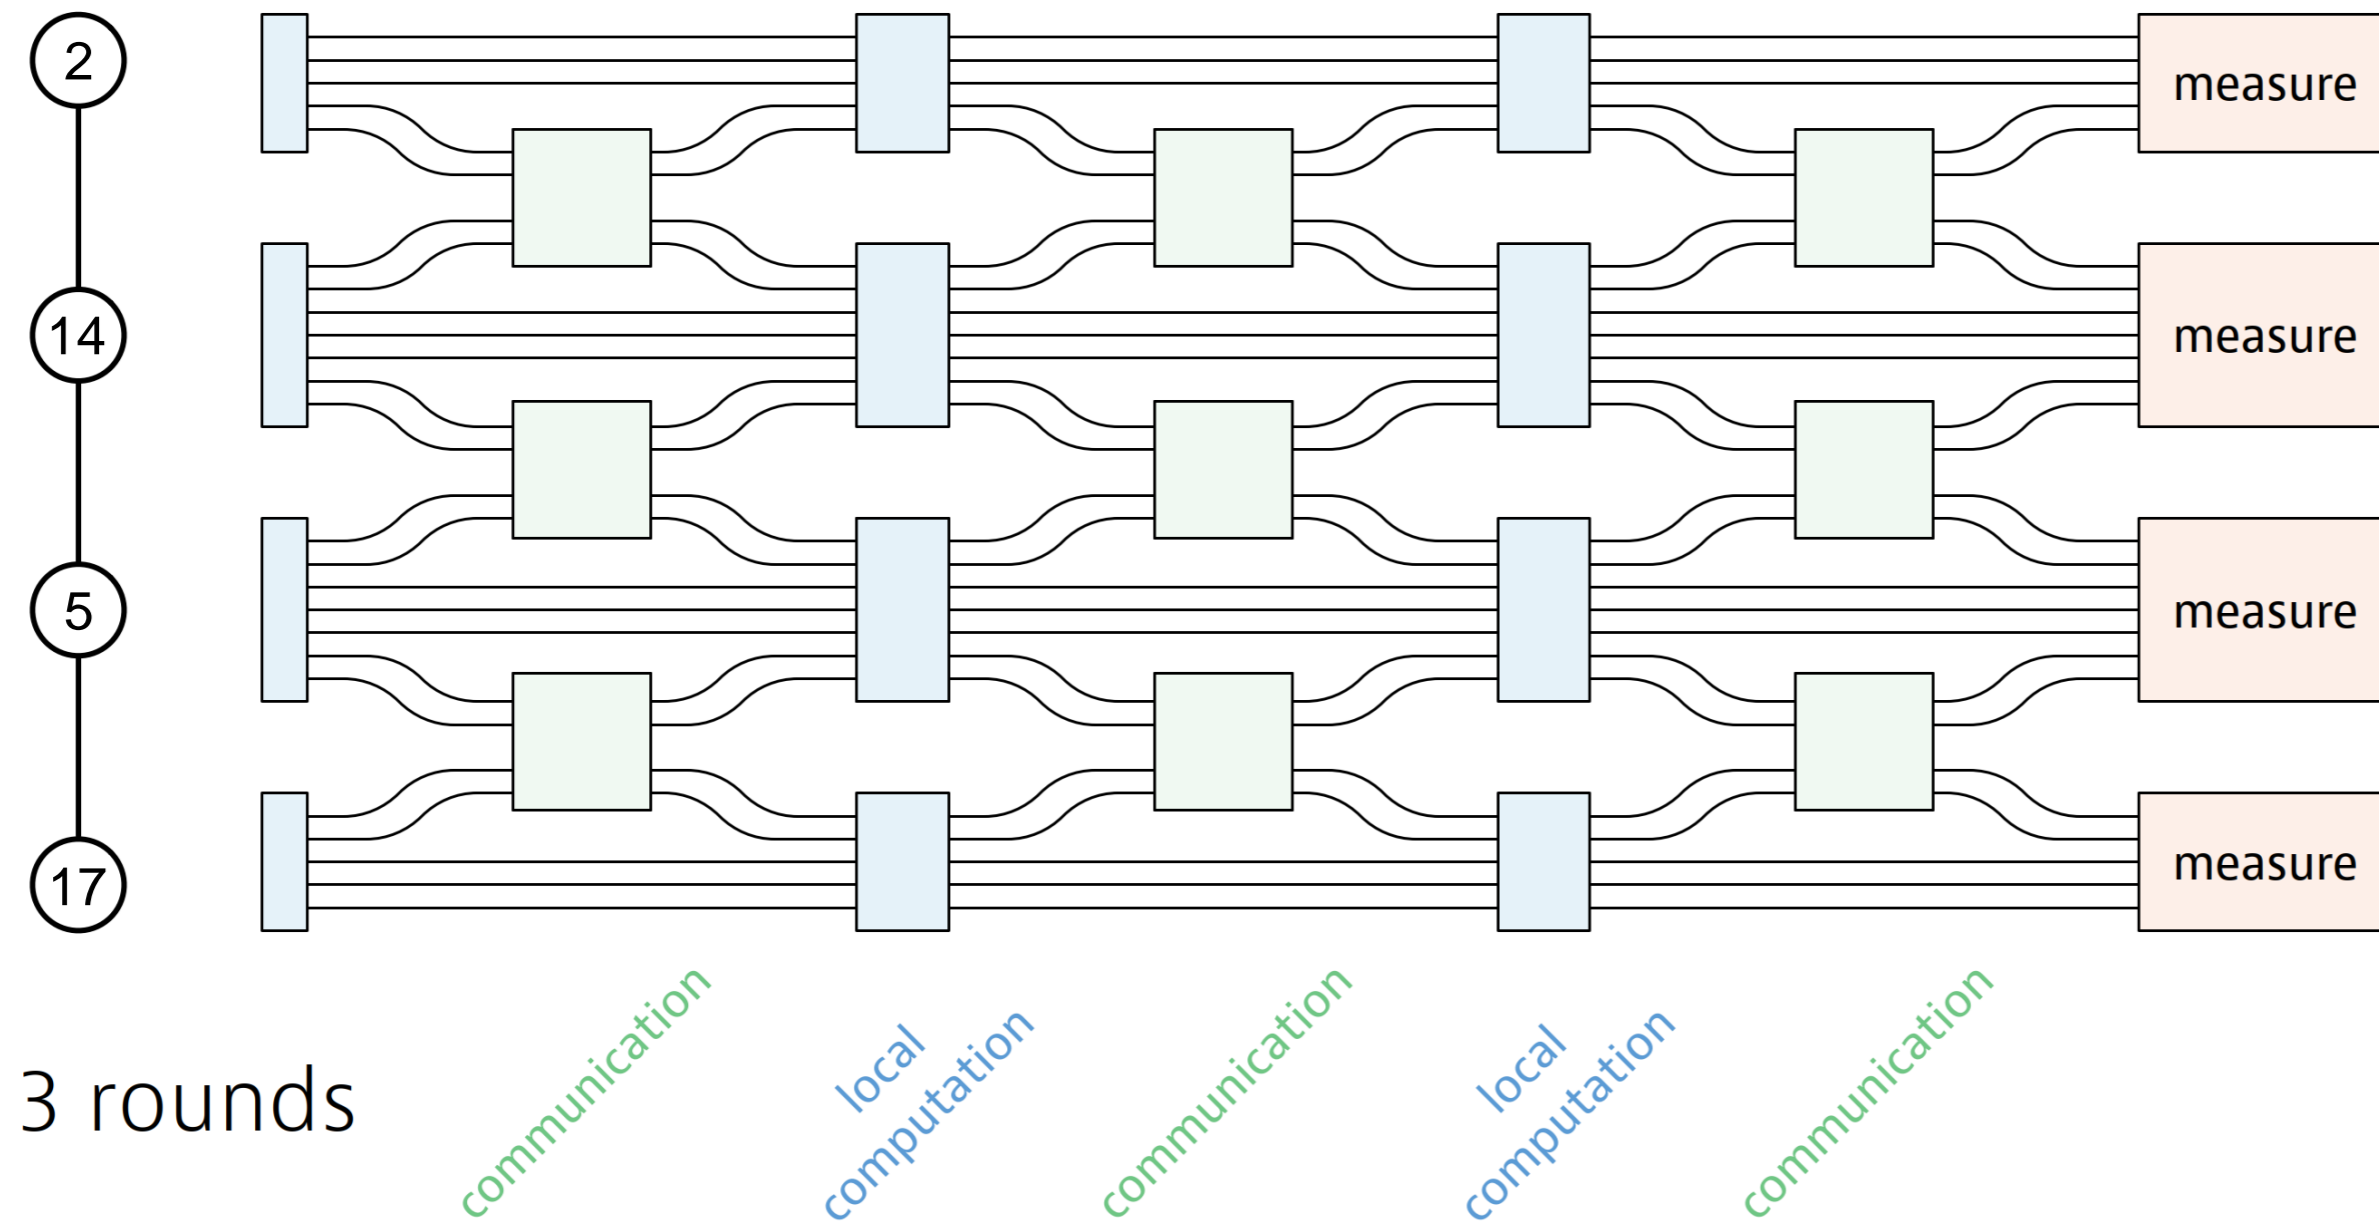 2
measure
14
measure
5
measure
17
measure
communication
local
computation
communication
local
computation
communication
3 rounds